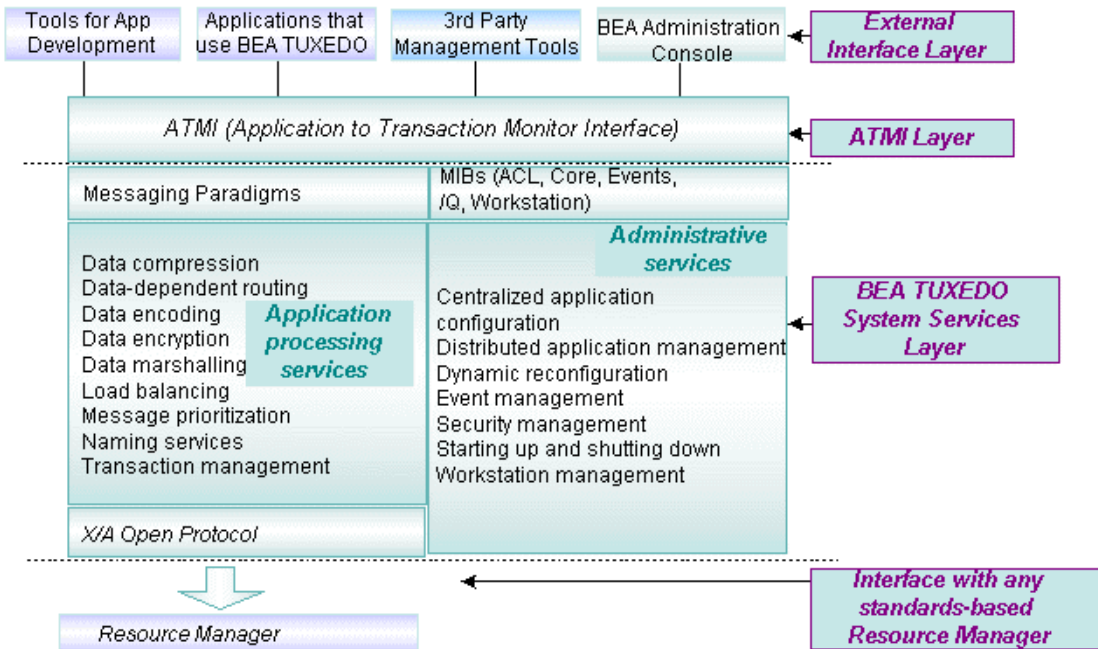 Tools for App
Development
Applications that
use BEA TUXEDO
3rd Party
Management Tools
BEA Administration
Console
External
Interface Layer
ATMI (Application to Transaction Monitor Interface)
ATMI Layer
Messaging Paradigms
MIBs (ACL, Core, Events,
/Q, Workstation)
Data compression
Data-dependent routing
Data encoding
Data encryption
Data marshalling
Load balancing
Message prioritization
Naming services
Transaction management
Application
processing
services
Administrative
services
Centralized application
configuration
Distributed application management
Dynamic reconfiguration
Event management
Security management
Starting up and shutting down
Workstation management
BEA TUXEDO
System Services
Layer
X/A Open Protocol
Interface with any
standards-based
Resource Manager
Resource Manager